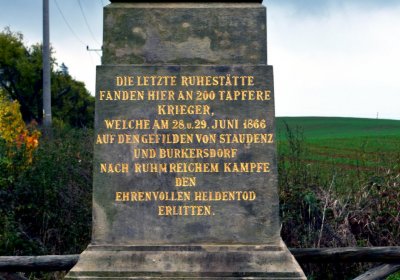 DIE LETZTE RUHESTÄTTE
FANDEN HIER AN 200 TAPFERE
KRIEGER,
WELCHE AM 28. U. 29. JUNI 1866
AUF DEN GEFILDEN VON STAUDENZ
UND BURKERSDORF
NACH RUHMREICHEM KAMPFE
DEN
EHRENVOLLEN HELDENTOD
ERLITTEN.